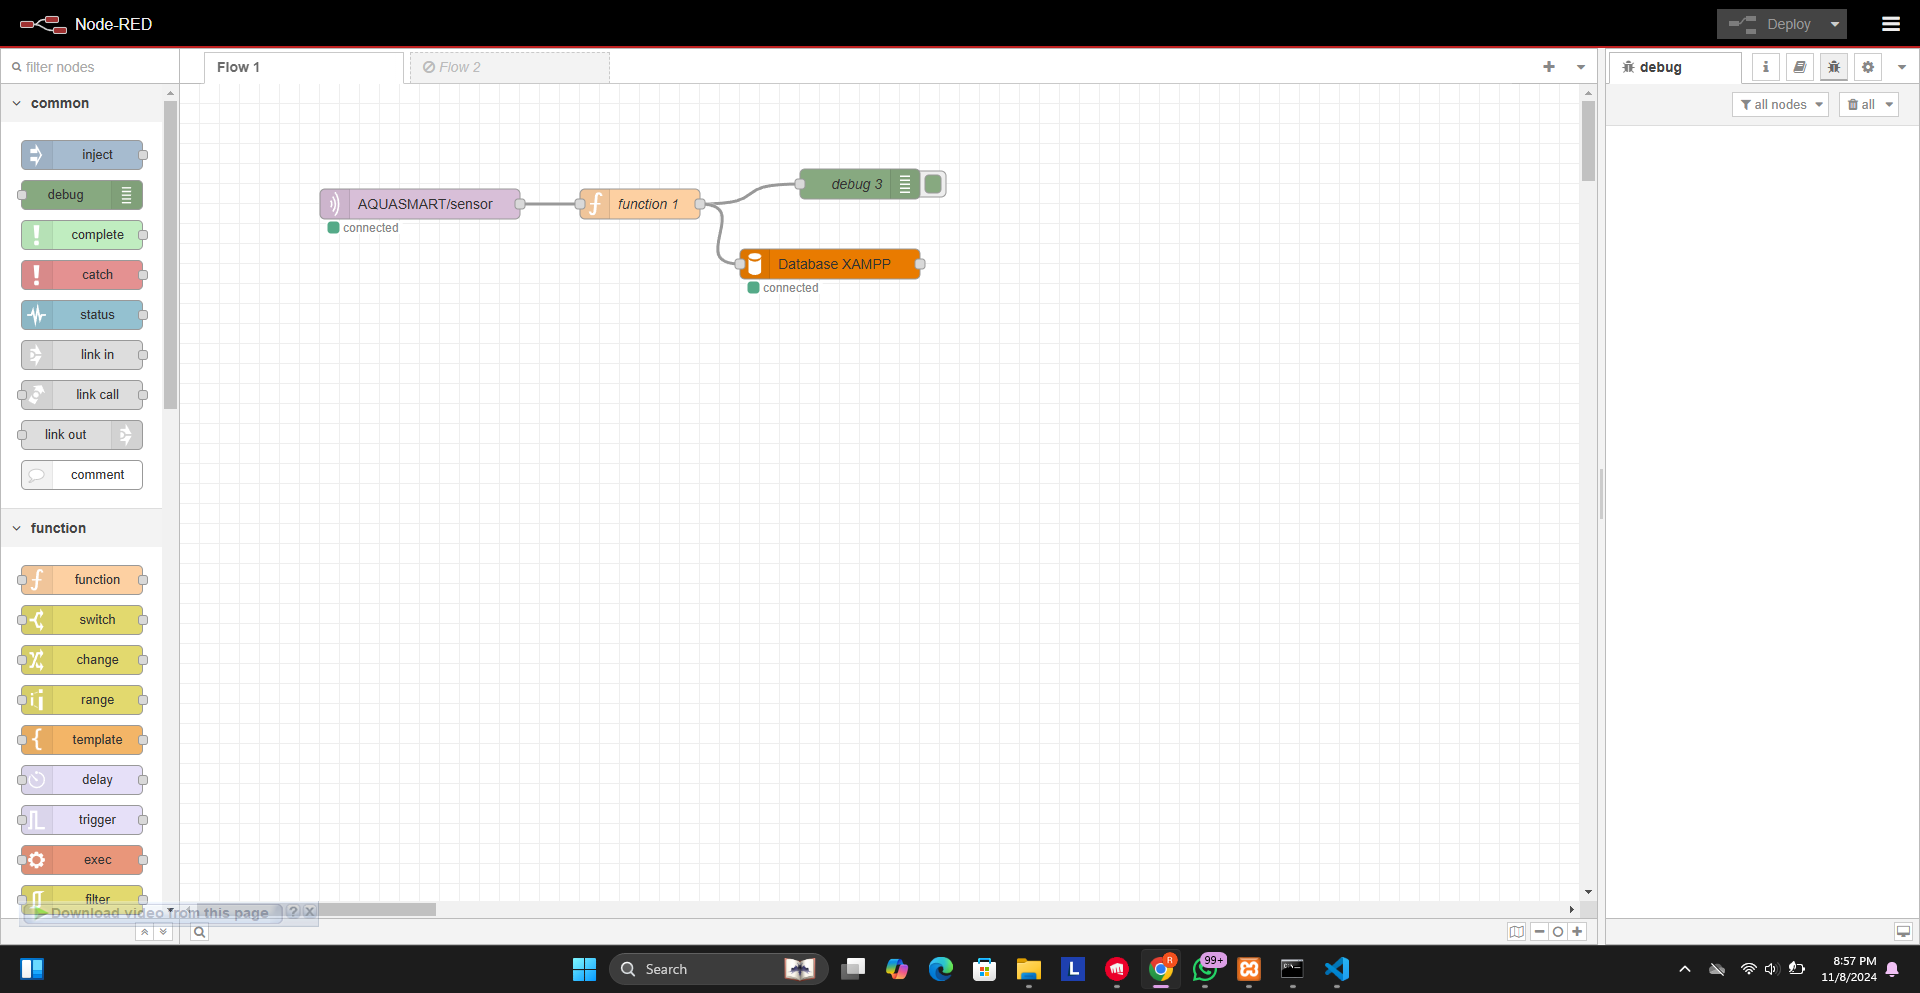 Node-RED
Deploy
filter nodes
Flow 1
Flow 2
debug
all nodes
all
common
inject
debug
complete
catch
status
link in
link call
link out
comment
function
function
switch
change
range
template
delay
trigger
exec
filter
AQUASMART/sensor
connected
function 1
debug 3
Database XAMPP
connected
Download video from this page
? X
Search
L
R
99+
8:57 PM
11/8/2024